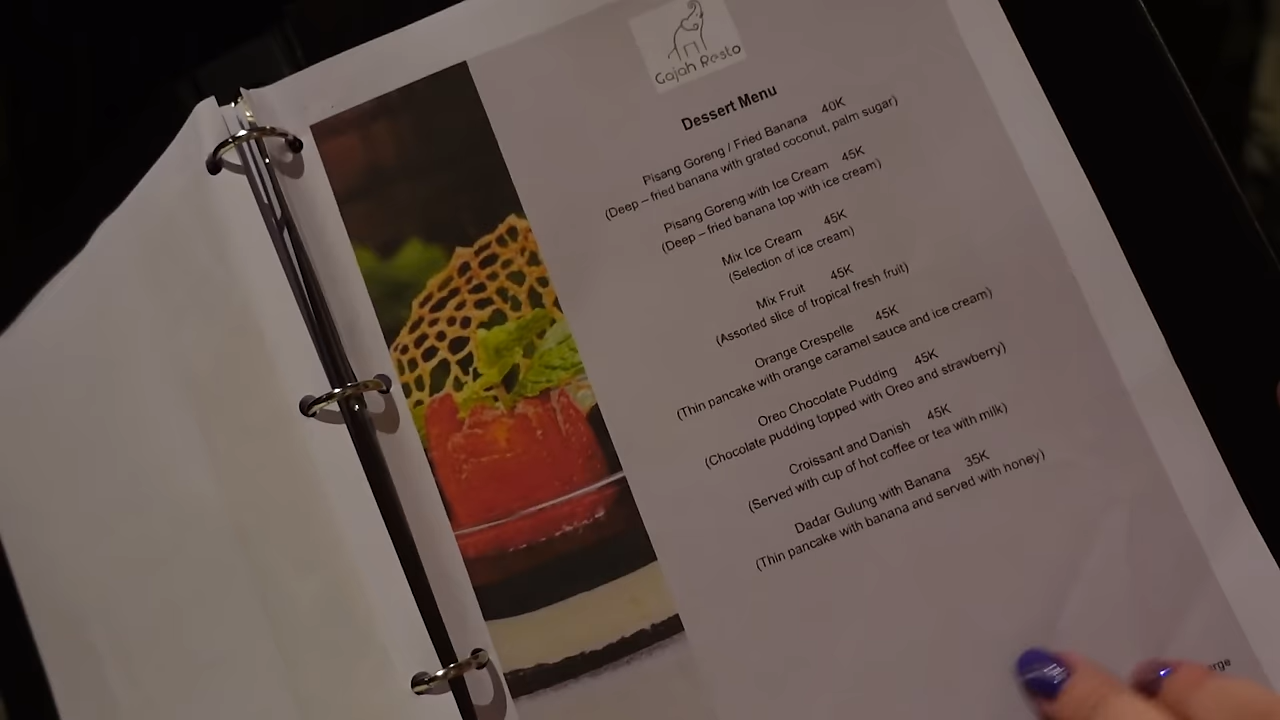 Gajah Resto
Dessert Menu
Pisang Goreng / Fried Banana 40K
(Deep – fried banana with grated coconut, palm sugar)
Pisang Goreng with Ice Cream 45K
(Deep – fried banana top with ice cream)
Mix Ice Cream 45K
(Selection of ice cream)
Mix Fruit 45K
(Assorted slice of tropical fresh fruit)
Orange Crespelle 45K
(Thin pancake with orange caramel sauce and ice cream)
Oreo Chocolate Pudding 45K
(Chocolate pudding topped with Oreo and strawberry)
Croissant and Danish 45K
(Served with cup of hot coffee or tea with milk)
Dadar Gulung with Banana 35K
(Thin pancake with banana and served with honey)